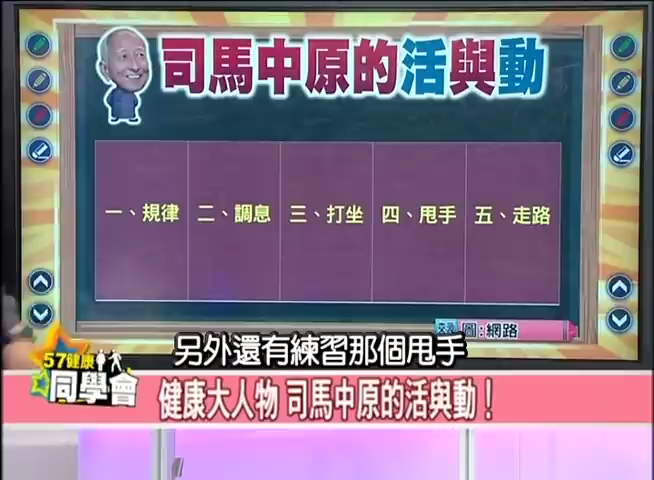 司馬中原的活與動
一、規律
二、調息
三、打坐
四、甩手
五、走路
圖:網路
另外還有練習那個甩手
57健康
同學會
健康大人物 司馬中原的活與動!